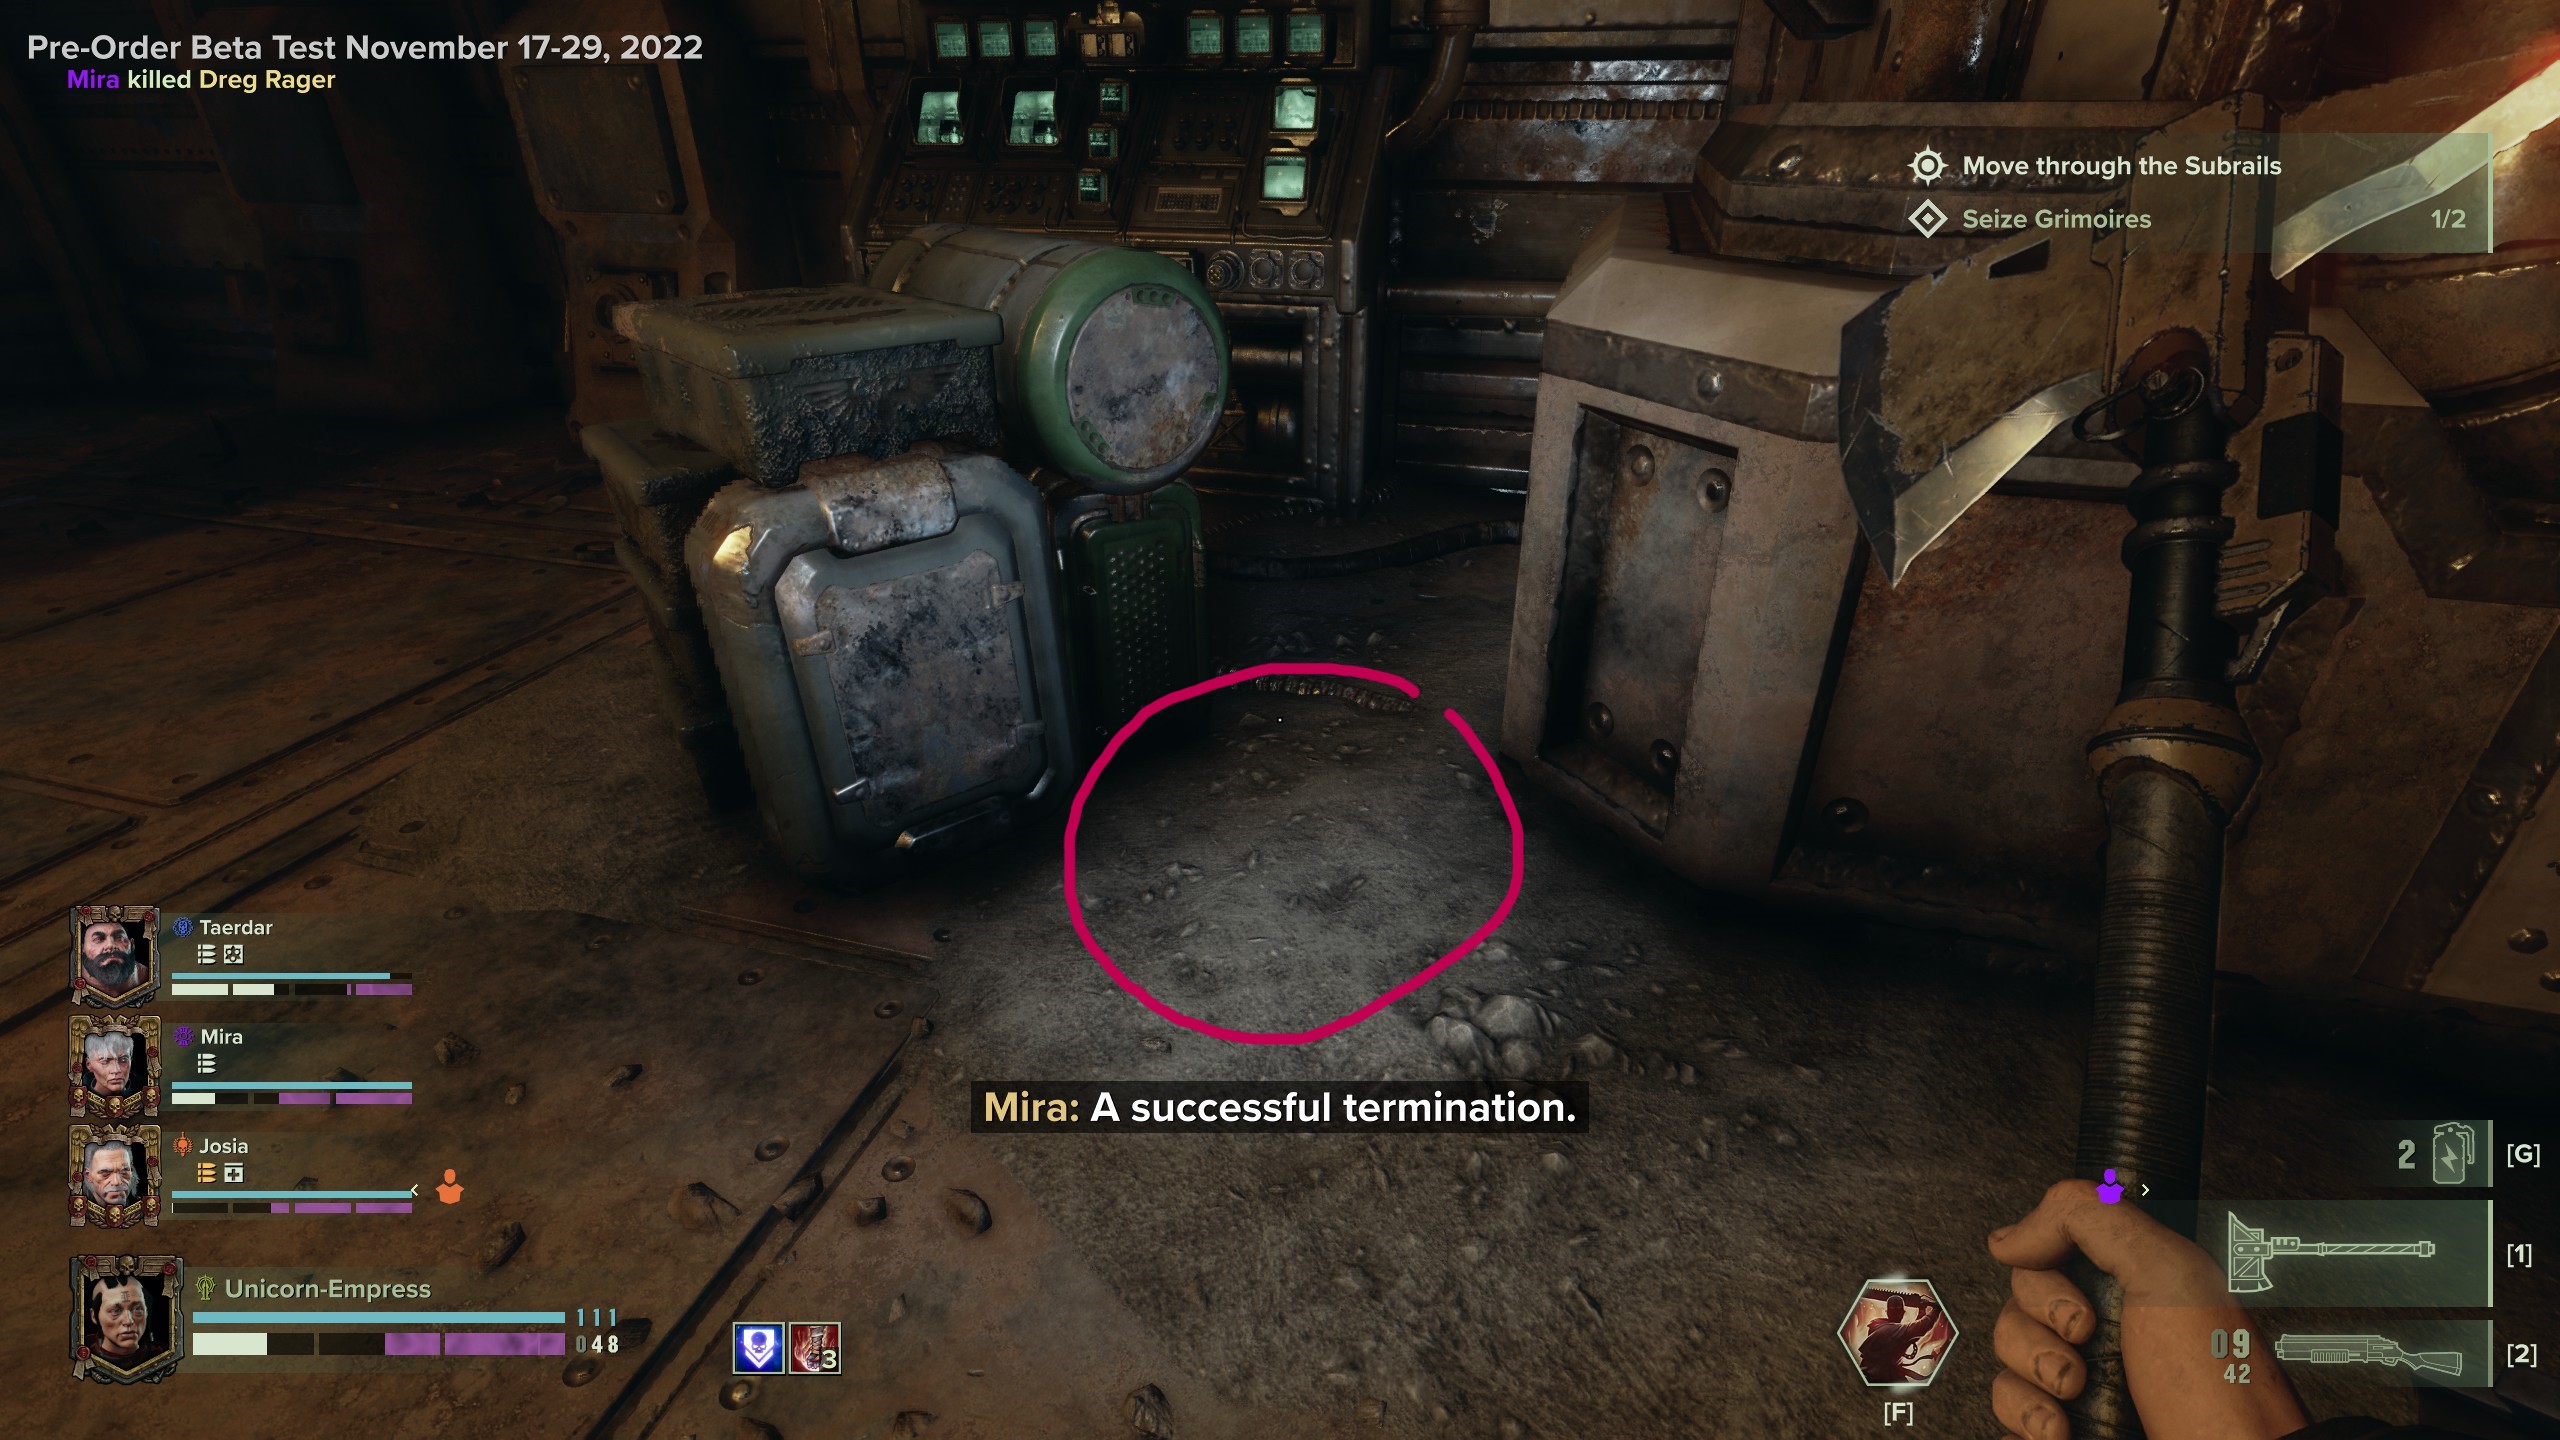 Pre-Order Beta Test November 17-29, 2022
Mira killed Dreg Rager
Move through the Subrails
Seize Grimoires 1/2
Taerdar
Mira
Josia
Unicorn-Empress
111
048
3
Mira: A successful termination.
[F]
2 [G]
[1]
09
42
[2]